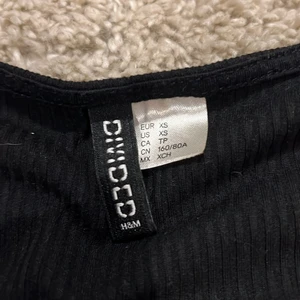 DIVIDED
H&M
EUR XS
US XS
CA TP
CN 160/80A
MX XCH